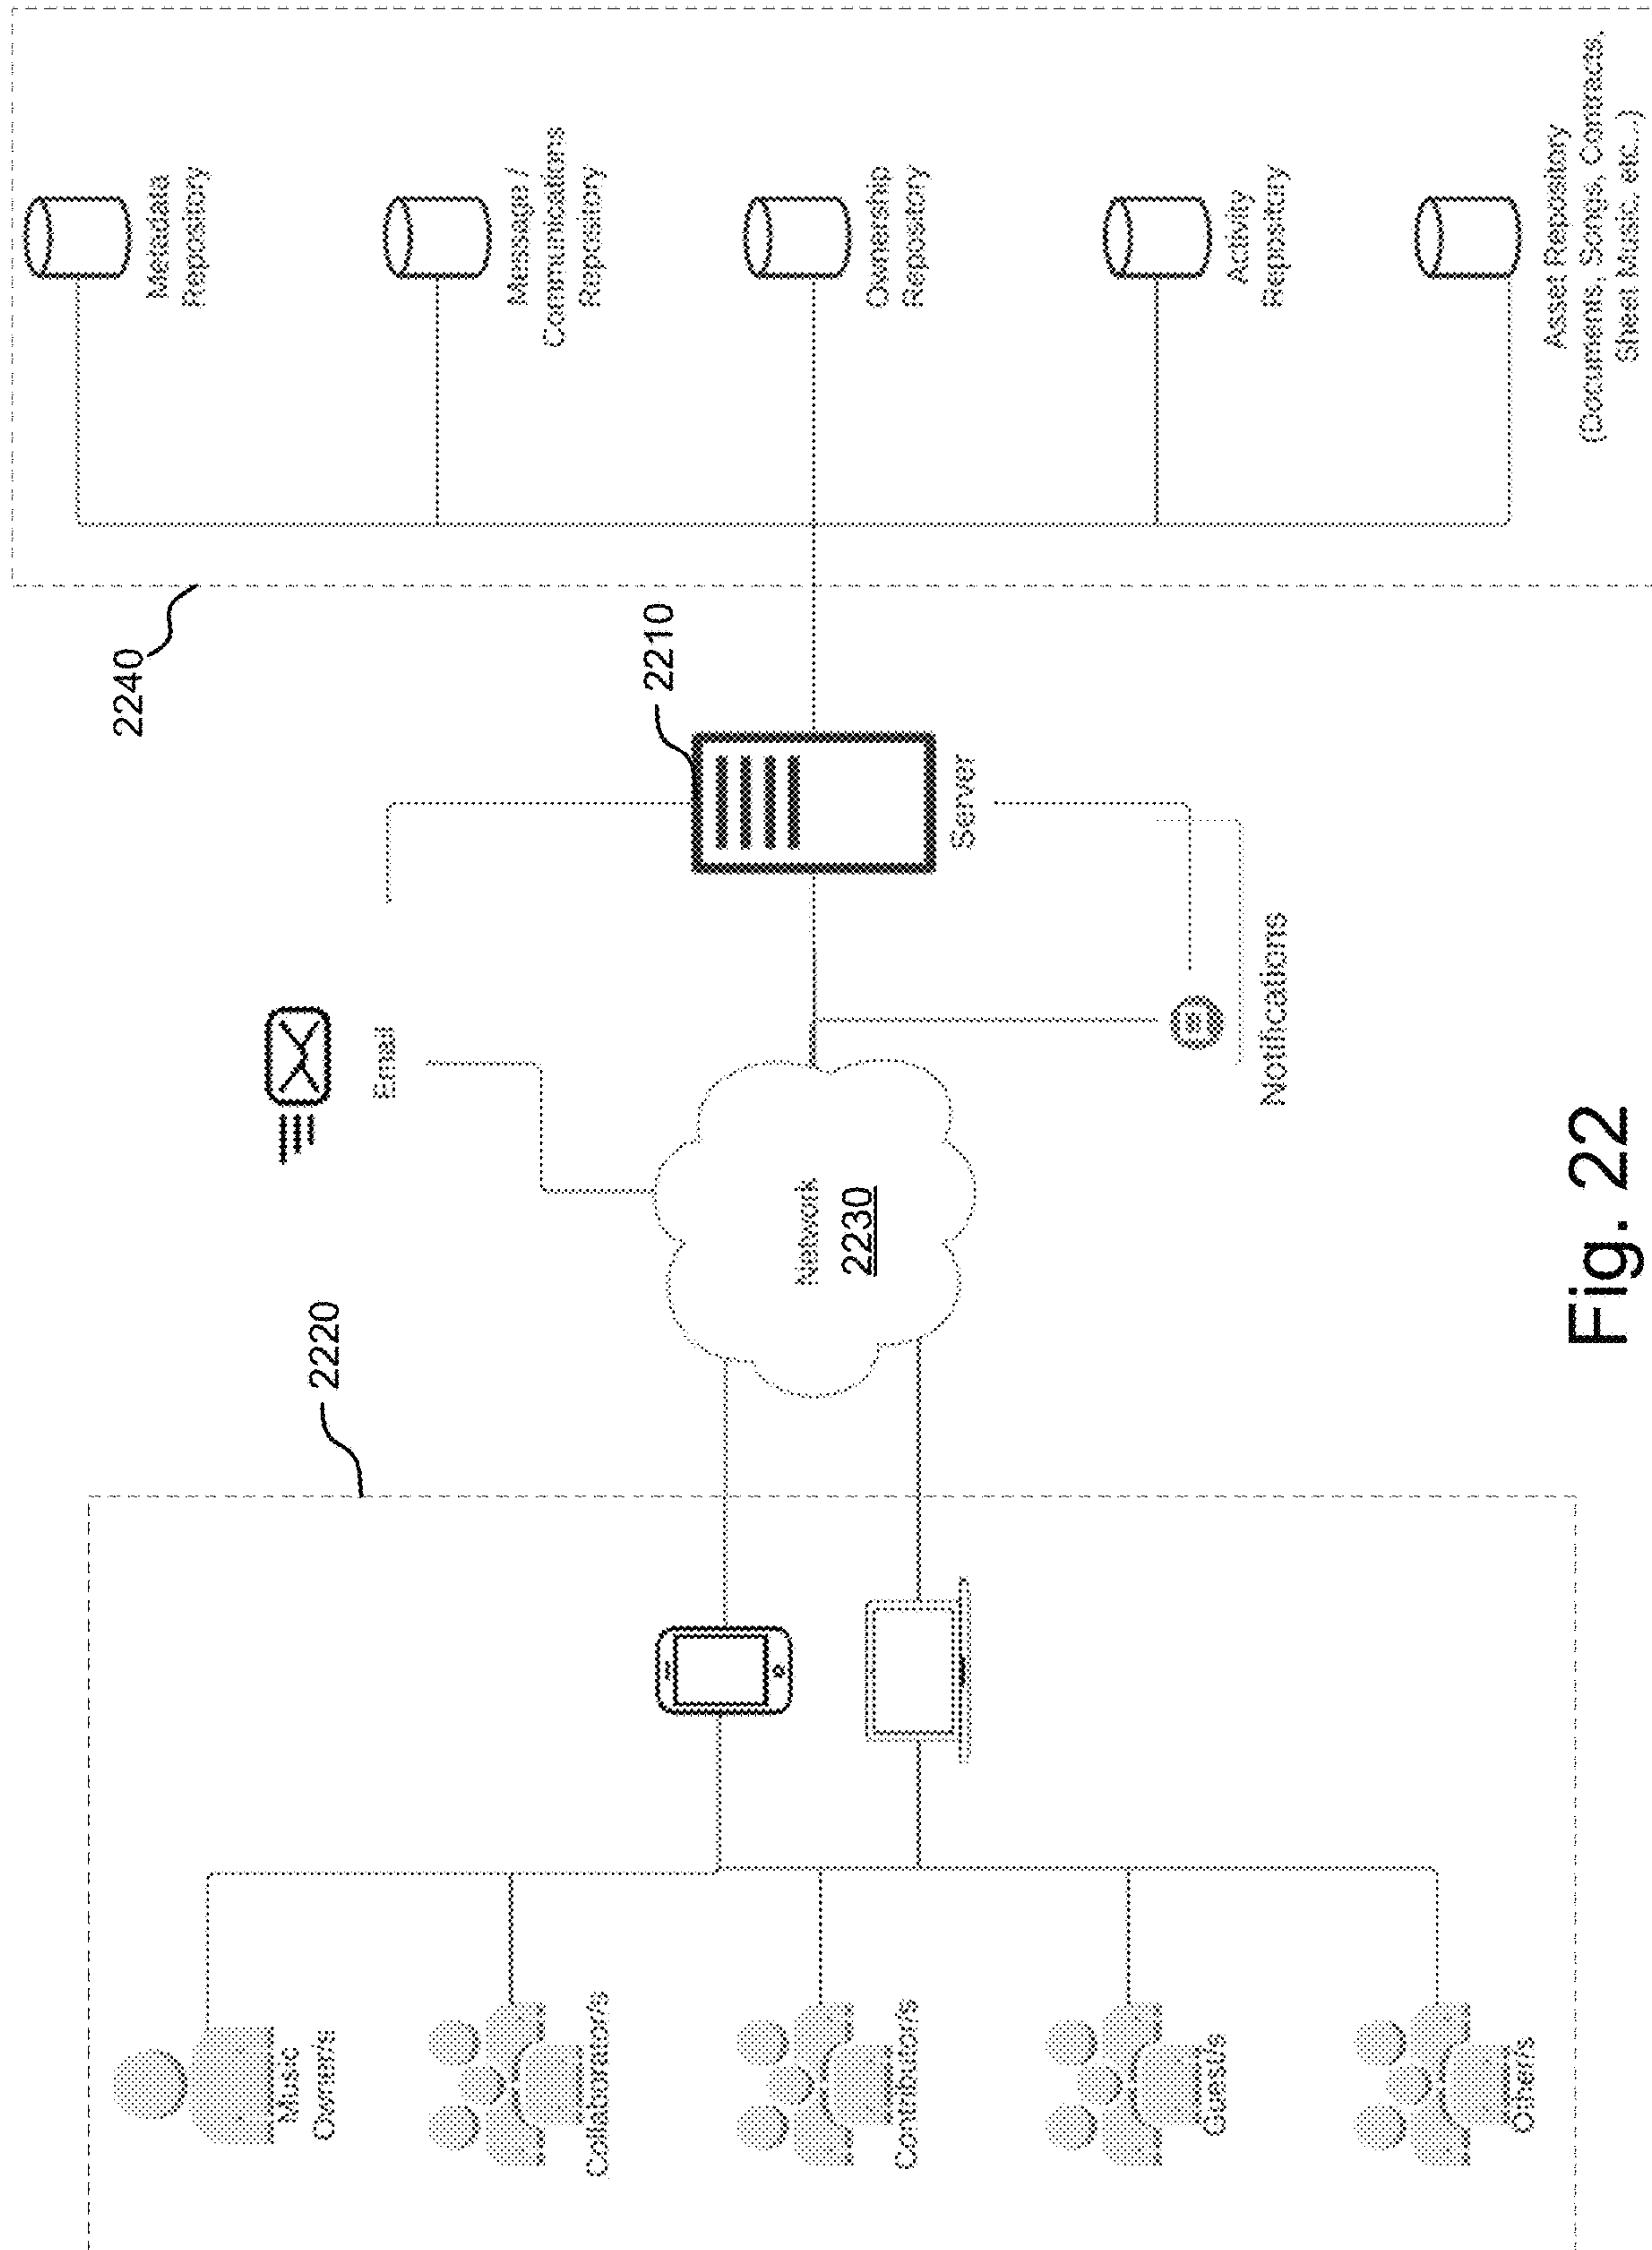 2220
Music
Owner/s
Collaborator/s
Contributor/s
Guest/s
Other/s
Email
Network
2230
Notifications
2210
Server
2240
Metadata
Repository
Message /
Communications
Repository
Ownership
Repository
Activity
Repository
Asset Repository
(Documents, Songs, Contracts,
Sheet Music, etc...)
Fig. 22